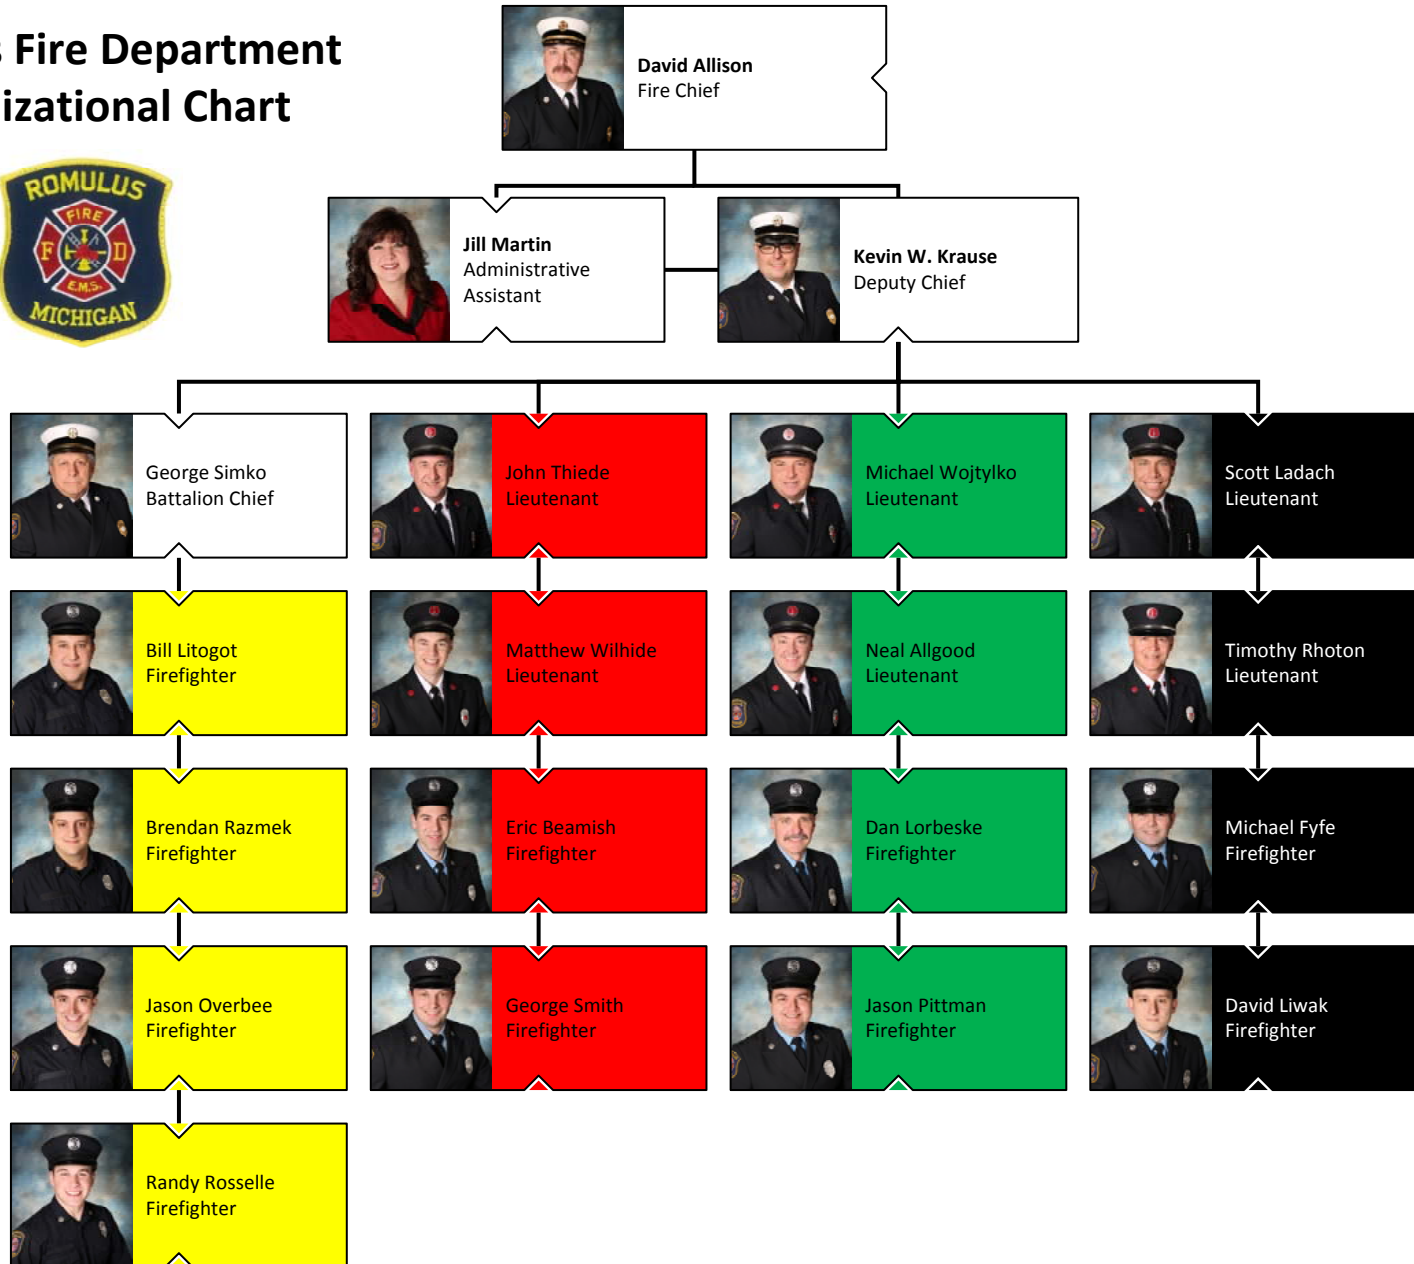 s Fire Department
izational Chart
David Allison
Fire Chief
ROMULUS
FIRE
F D
E.M.S.
MICHIGAN
Jill Martin
Administrative
Assistant
Kevin W. Krause
Deputy Chief
George Simko
Battalion Chief
John Thiede
Lieutenant
Michael Wojtylko
Lieutenant
Scott Ladach
Lieutenant
Bill Litogot
Firefighter
Matthew Wilhide
Lieutenant
Neal Allgood
Lieutenant
Timothy Rhoton
Lieutenant
Brendan Razmek
Firefighter
Eric Beamish
Firefighter
Dan Lorbeske
Firefighter
Michael Fyfe
Firefighter
Jason Overbee
Firefighter
George Smith
Firefighter
Jason Pittman
Firefighter
David Liwak
Firefighter
Randy Rosselle
Firefighter